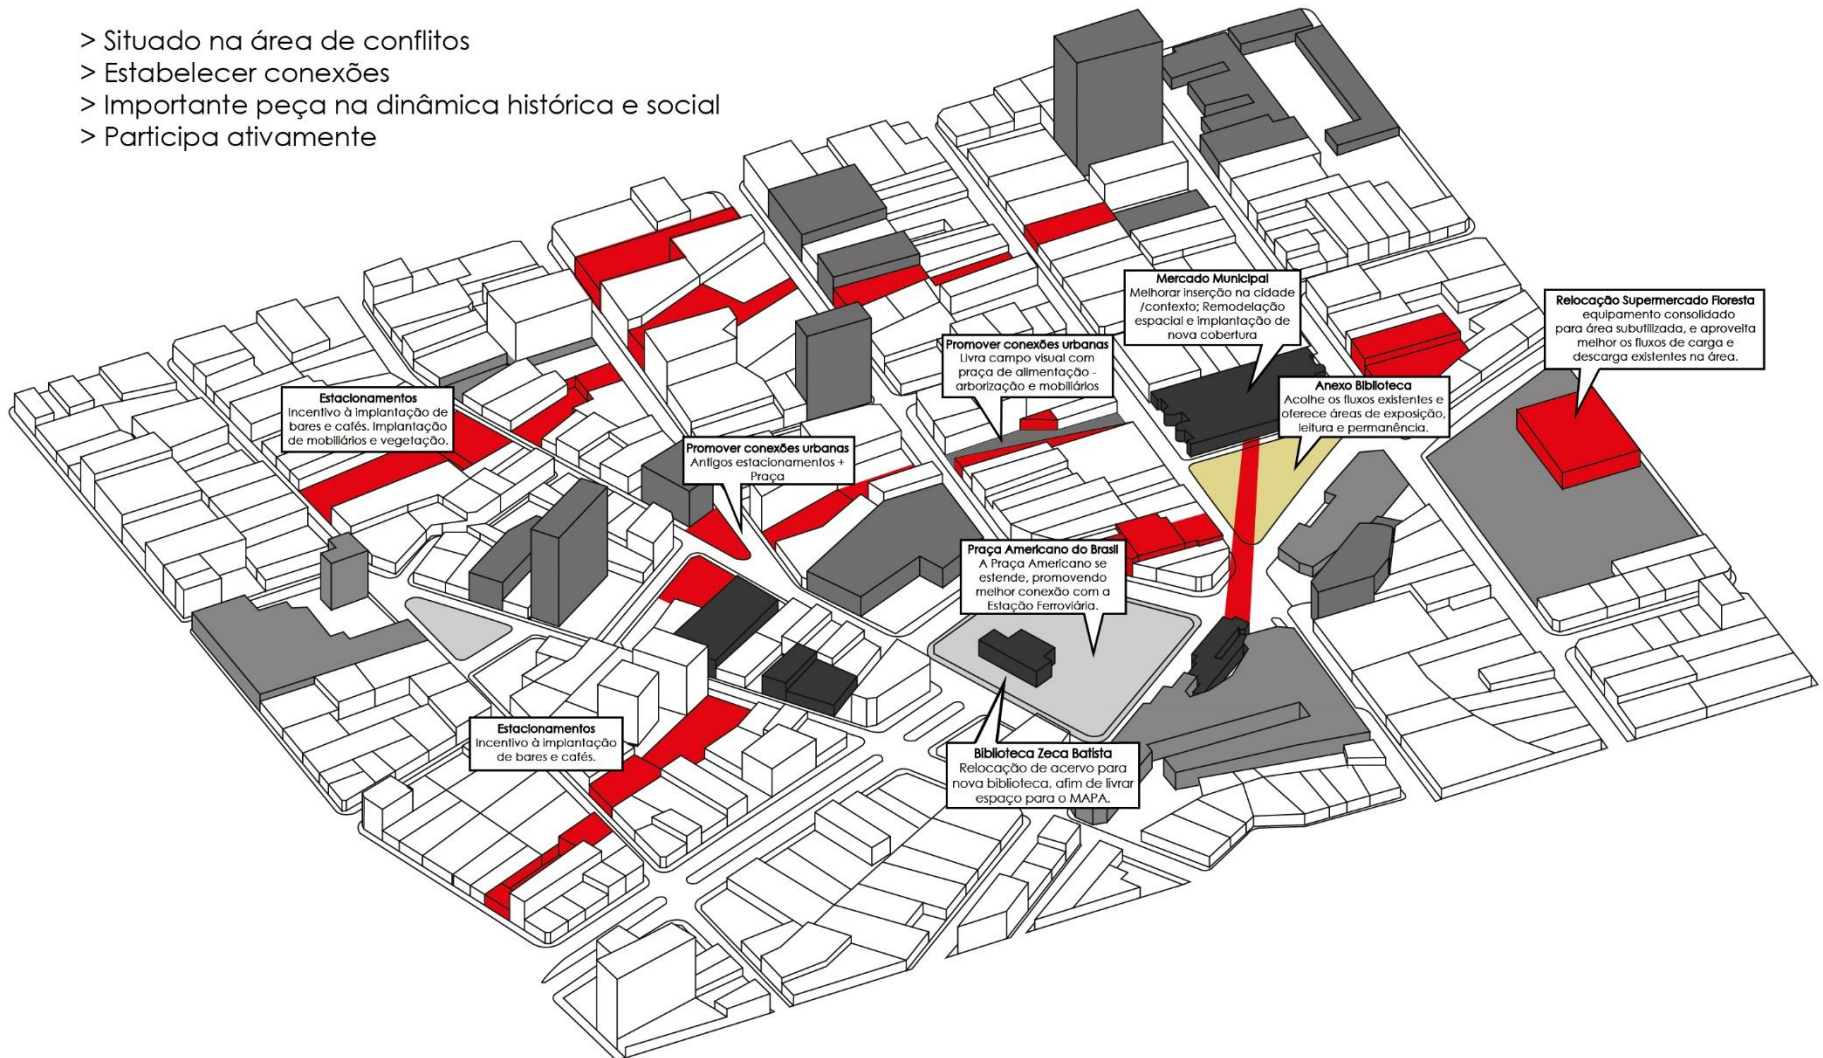 > Situado na área de conflitos
> Estabelecer conexões
> Importante peça na dinâmica histórica e social
> Participa ativamente
Mercado Municipal
Melhorar inserção na cidade
/contexto; Remodelação
espacial e implantação de
nova cobertura
Relocação Supermercado Floresta
equipamento consolidado
para área subutilizada, e aproveita
melhor os fluxos de carga e
descarga existentes na área.
Promover conexões urbanas
Livra campo visual com
praça de alimentação -
arborização e mobiliários
Anexo Biblioteca
Acolhe os fluxos existentes e
oferece áreas de exposição,
leitura e permanência.
Estacionamentos
Incentivo à implantação de
bares e cafés. Implantação
de mobiliários e vegetação.
Promover conexões urbanas
Antigos estacionamentos +
Praça
Praça Americano do Brasil
A Praça Americano se
estende, promovendo
melhor conexão com a
Estação Ferroviária.
Estacionamentos
Incentivo à implantação
de bares e cafés.
Biblioteca Zeca Batista
Relocação de acervo para
nova biblioteca, afim de livrar
espaço para o MAPA.